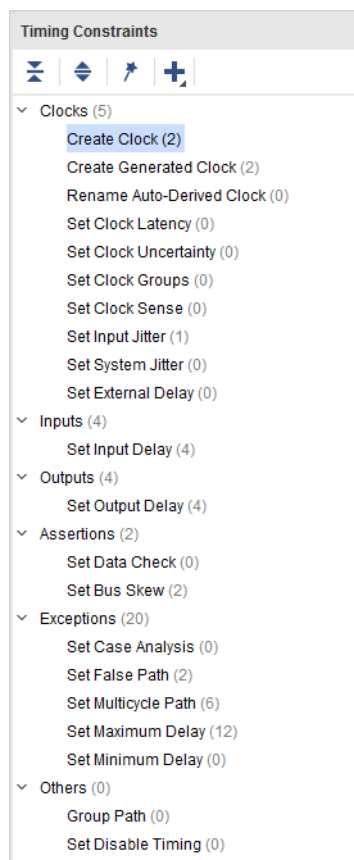 Timing Constraints
Clocks (5)
Create Clock (2)
Create Generated Clock (2)
Rename Auto-Derived Clock (0)
Set Clock Latency (0)
Set Clock Uncertainty (0)
Set Clock Groups (0)
Set Clock Sense (0)
Set Input Jitter (1)
Set System Jitter (0)
Set External Delay (0)
Inputs (4)
Set Input Delay (4)
Outputs (4)
Set Output Delay (4)
Assertions (2)
Set Data Check (0)
Set Bus Skew (2)
Exceptions (20)
Set Case Analysis (0)
Set False Path (2)
Set Multicycle Path (6)
Set Maximum Delay (12)
Set Minimum Delay (0)
Others (0)
Group Path (0)
Set Disable Timing (0)